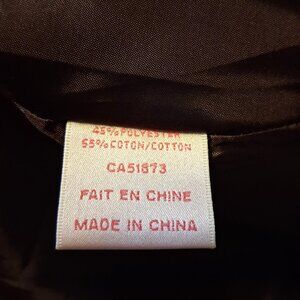 45% POLYESTER
55% COTON/COTTON
CA51873
FAIT EN CHINE
MADE IN CHINA